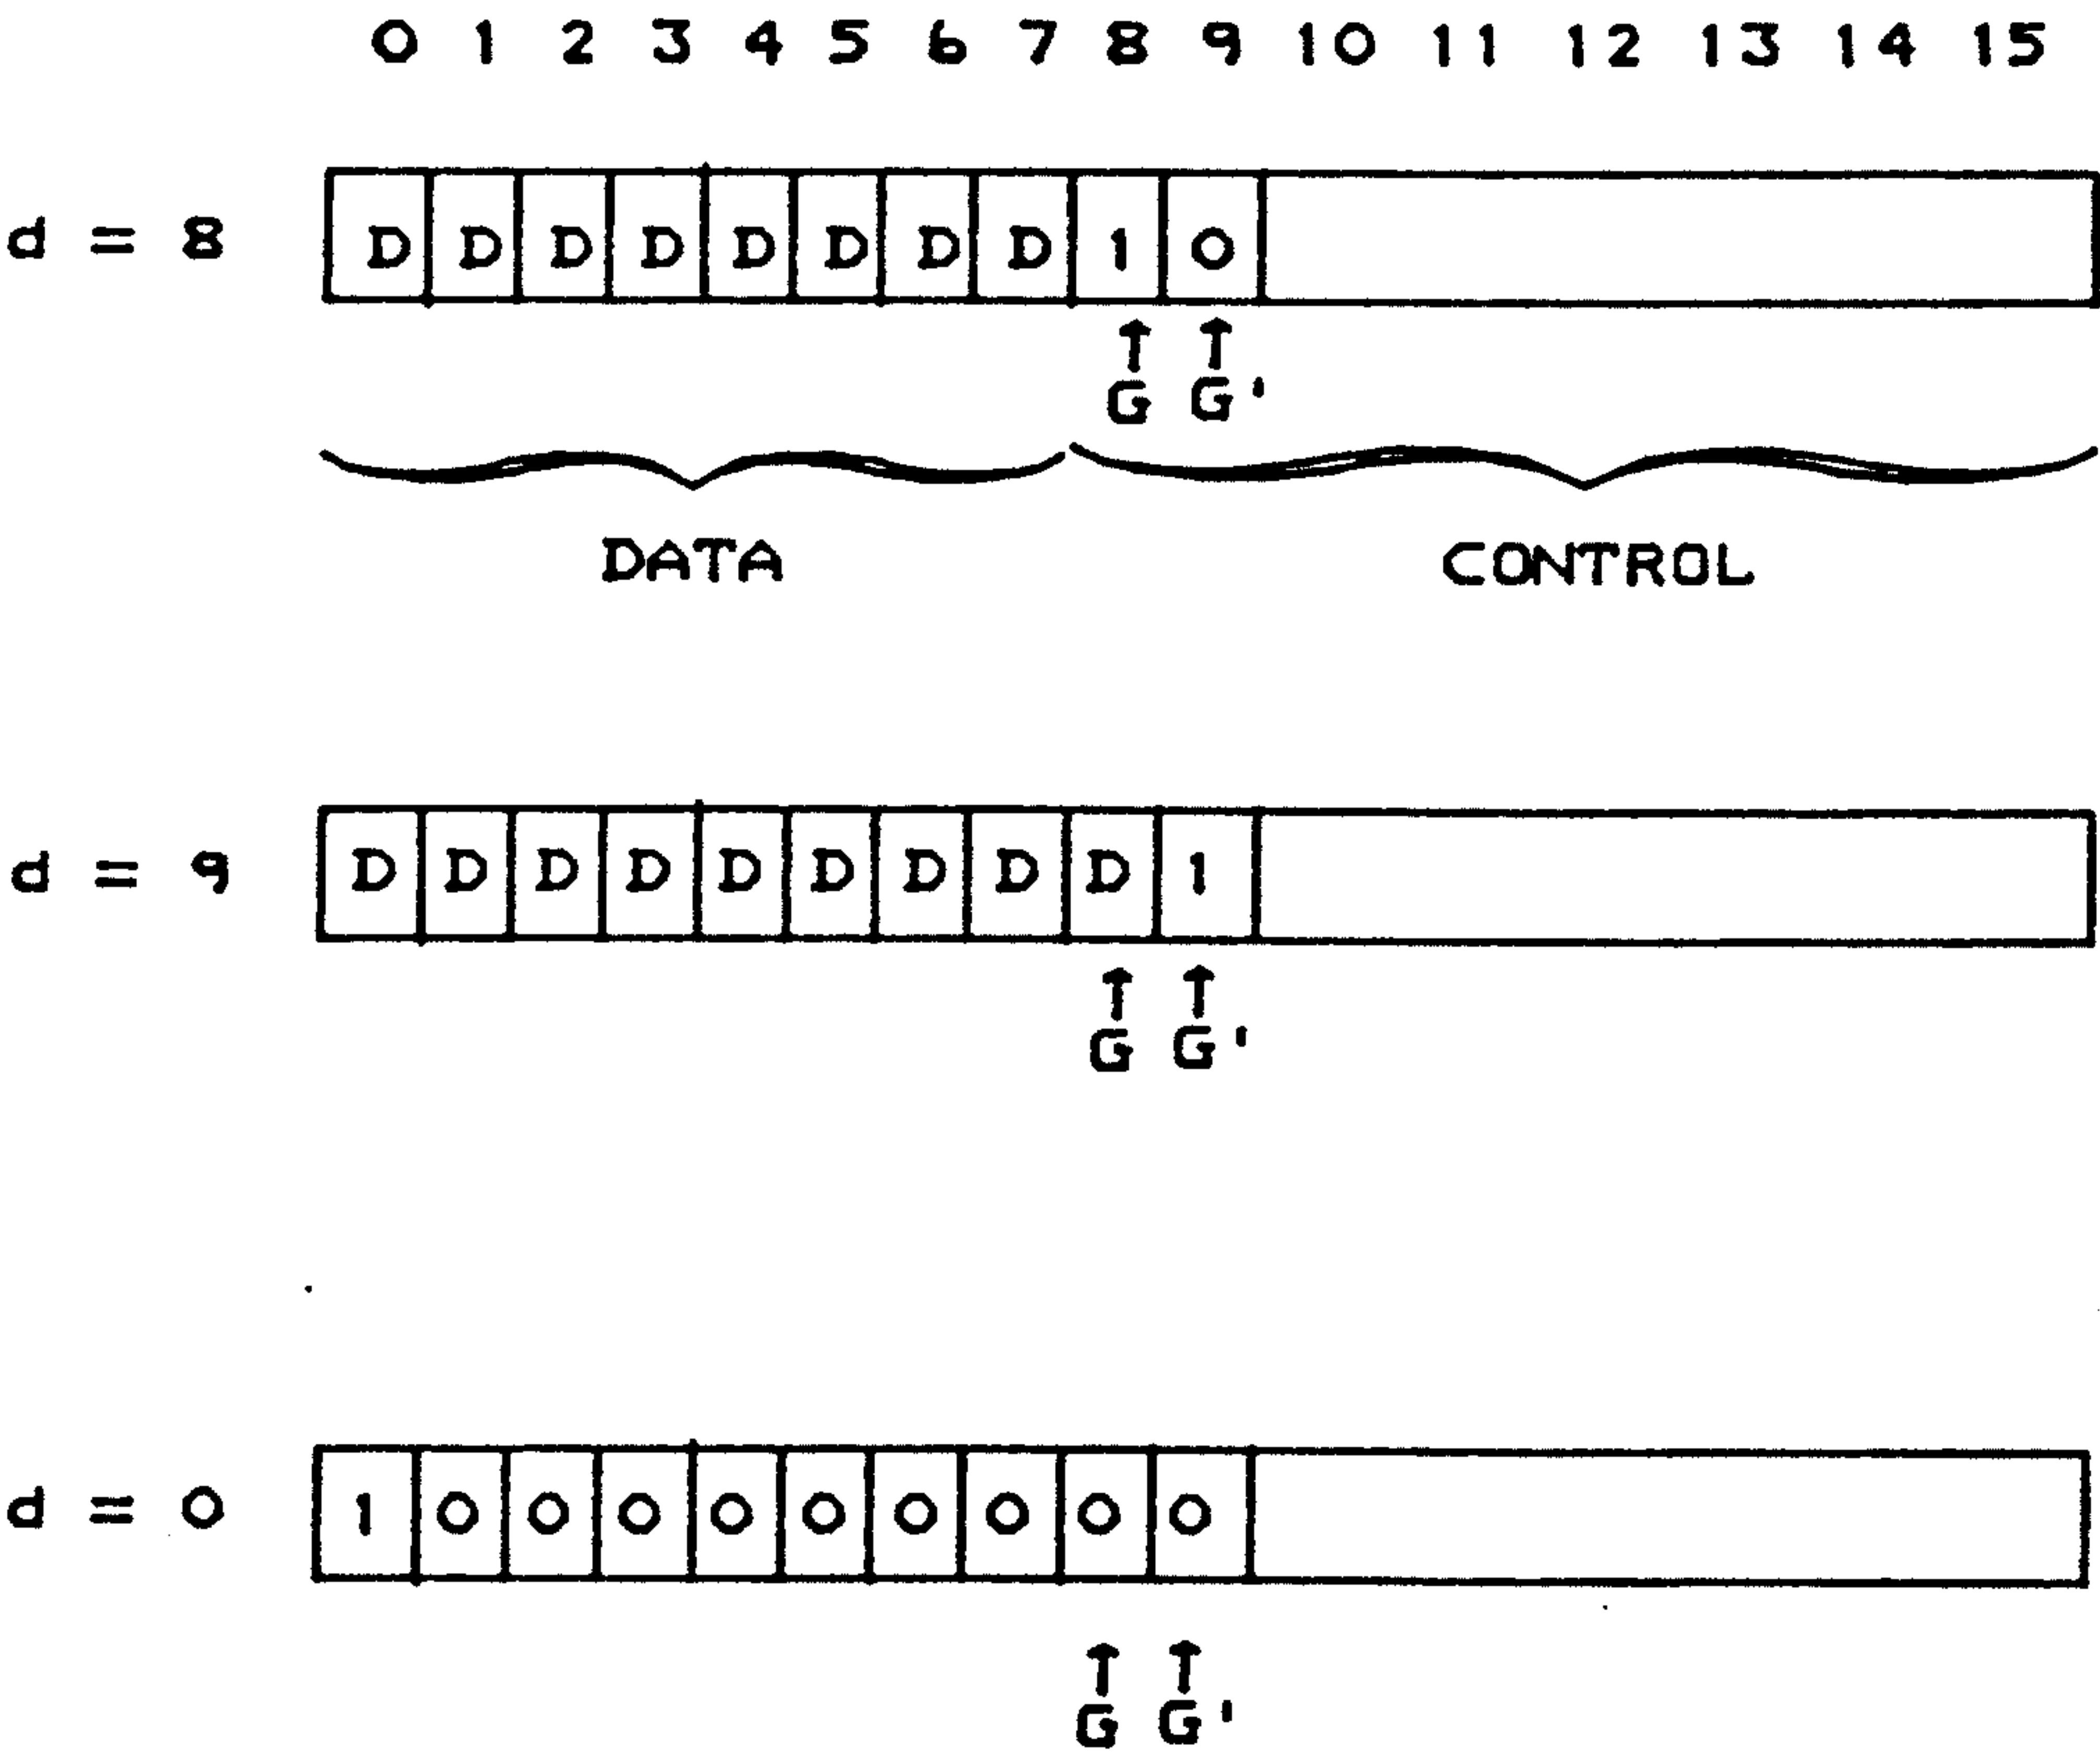 0 1 2 3 4 5 6 7 8 9 10 11 12 13 14 15
d = 8 D D D D D D D D 1 0
G G'
DATA CONTROL
d = 9 D D D D D D D D D 1
G G'
d = 0 1 0 0 0 0 0 0 0 0 0
G G'